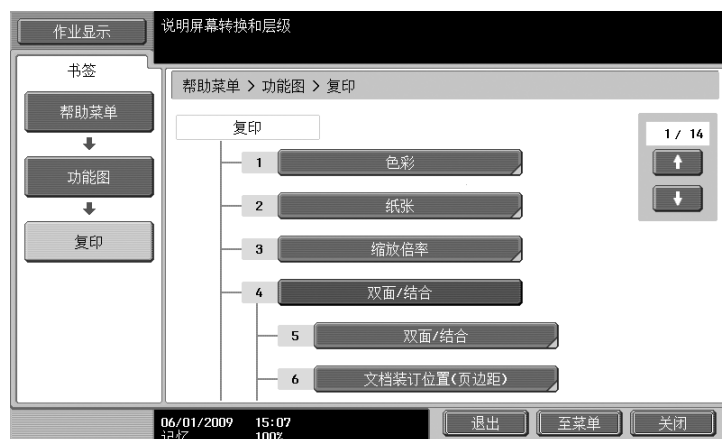 作业显示
说明屏幕转换和层级
书签
帮助菜单
功能图
复印
帮助菜单 > 功能图 > 复印
复印
1 / 14
1 色彩
2 纸张
3 缩放倍率
4 双面/结合
5 双面/结合
6 文档装订位置(页边距)
06/01/2009 15:07
记忆 100%
退出
至菜单
关闭